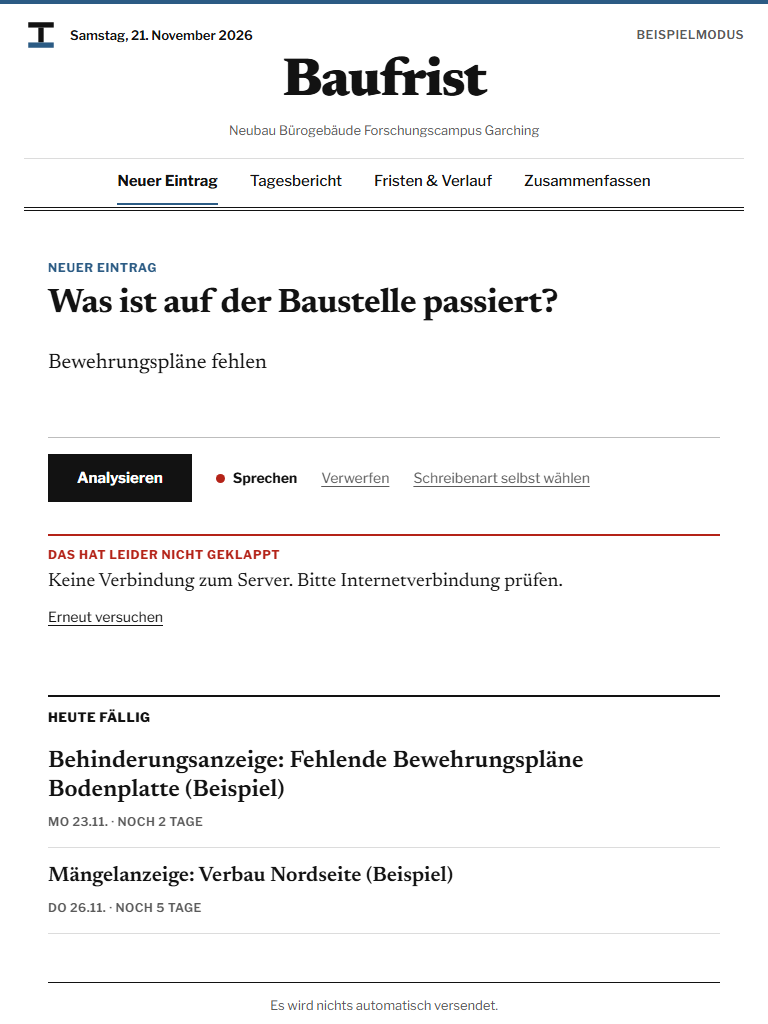 Samstag, 21. November 2026
BEISPIELMODUS
Baufrist
Neubau Bürogebäude Forschungscampus Garching
Neuer Eintrag
Tagesbericht
Fristen & Verlauf
Zusammenfassen
NEUER EINTRAG
Was ist auf der Baustelle passiert?
Bewehrungspläne fehlen
Analysieren
Sprechen
Verwerfen
Schreibenart selbst wählen
DAS HAT LEIDER NICHT GEKLAPPT
Keine Verbindung zum Server. Bitte Internetverbindung prüfen.
Erneut versuchen
HEUTE FÄLLIG
Behinderungsanzeige: Fehlende Bewehrungspläne
Bodenplatte (Beispiel)
MO 23.11. · NOCH 2 TAGE
Mängelanzeige: Verbau Nordseite (Beispiel)
DO 26.11. · NOCH 5 TAGE
Es wird nichts automatisch versendet.